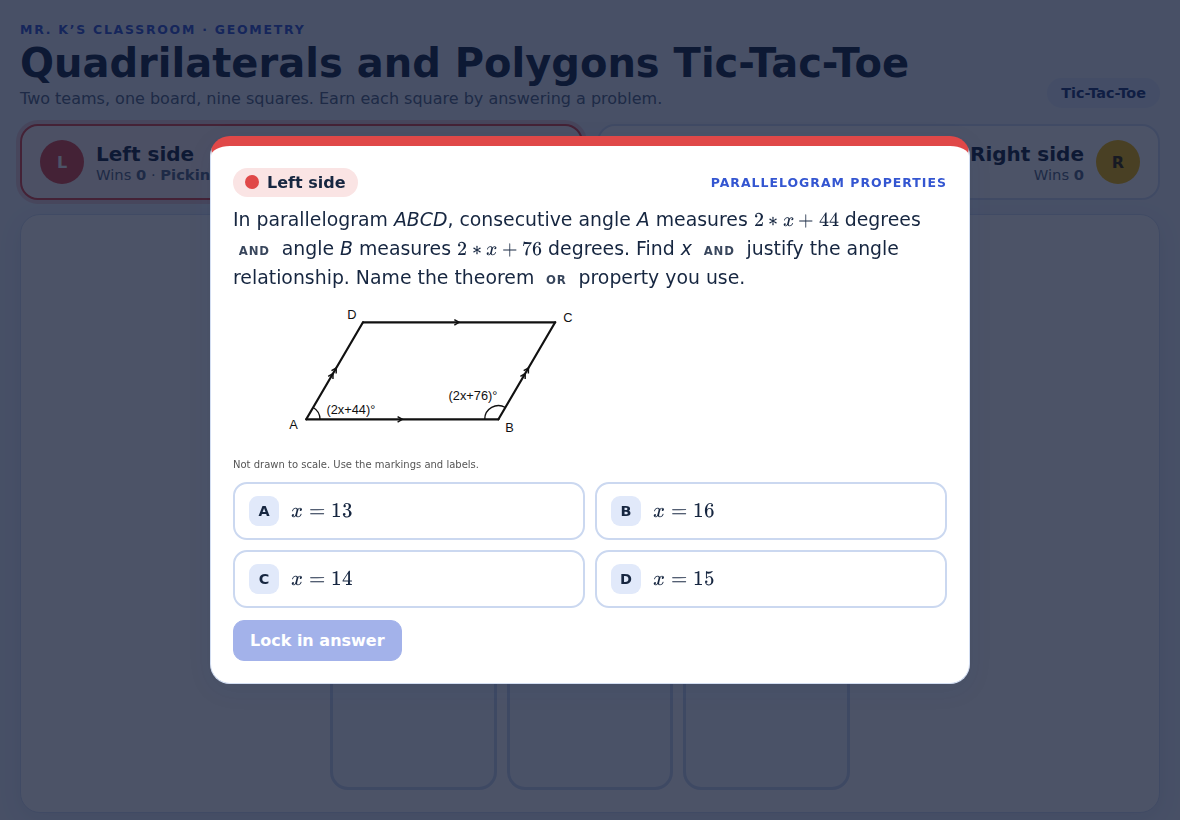 MR. K'S CLASSROOM · GEOMETRY
Quadrilaterals and Polygons Tic-Tac-Toe
Two teams, one board, nine squares. Earn each square by answering a problem.
Tic-Tac-Toe
L
Left side
Wins 0 · Pickin
Right side
Wins 0
R
Left side
PARALLELOGRAM PROPERTIES
In parallelogram ABCD, consecutive angle A measures 2 ∗ x + 44 degrees
AND angle B measures 2 ∗ x + 76 degrees. Find x AND justify the angle
relationship. Name the theorem OR property you use.
D
C
(2x+76)°
(2x+44)°
A
B
Not drawn to scale. Use the markings and labels.
A x = 13
B x = 16
C x = 14
D x = 15
Lock in answer